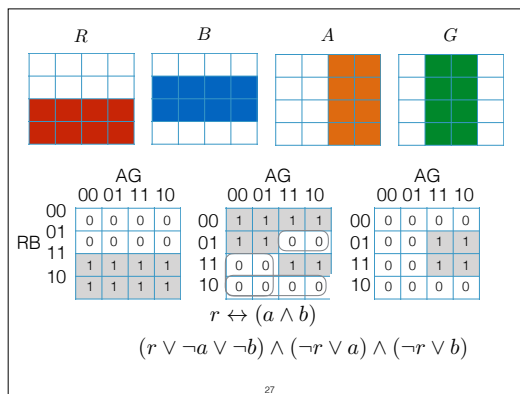 R B A G
AG AG AG
00 01 11 10 00 01 11 10 00 01 11 10
00 0 0 0 0 00 1 1 1 1 00 0 0 0 0
01 0 0 0 0 01 1 1 0 0 01 0 0 1 1
RB
11 1 1 1 1 11 0 0 1 1 11 0 0 1 1
10 1 1 1 1 10 0 0 0 0 10 0 0 0 0
r ↔ (a ∧ b)
(r ∨ ¬a ∨ ¬b) ∧ (¬r ∨ a) ∧ (¬r ∨ b)
27